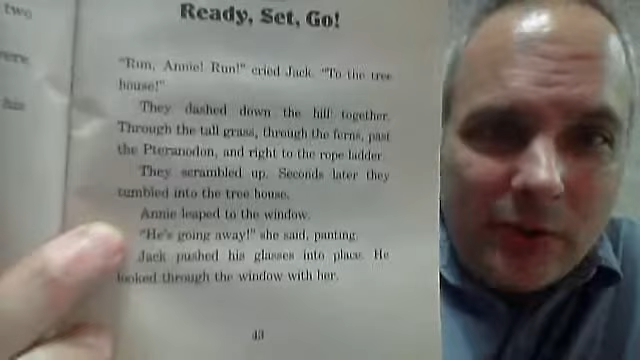 two
Ready, Set, Go!
"Run, Annie! Run!" cried Jack. "To the tree
house!"
They dashed down the hill together.
Through the tall grass, through the ferns, past
the Pteranodon, and right to the rope ladder.
They scrambled up. Seconds later they
tumbled into the tree house.
Annie leaped to the window.
"He's going away!" she said, panting.
Jack pushed his glasses into place. He
looked through the window with her.
43